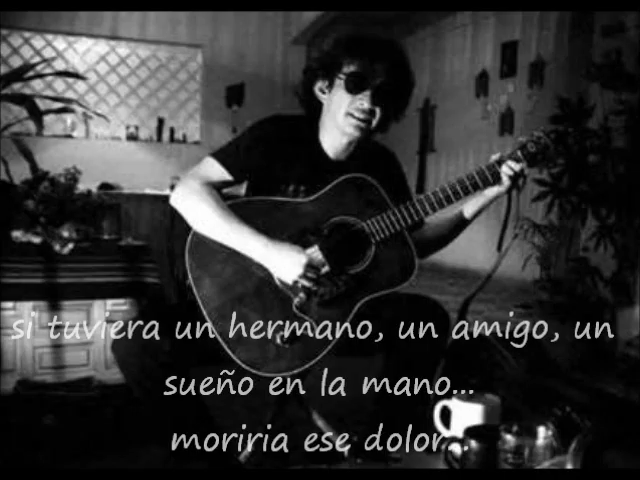 si tuviera un hermano, un amigo, un
sueño en la mano...
moriria ese dolor...